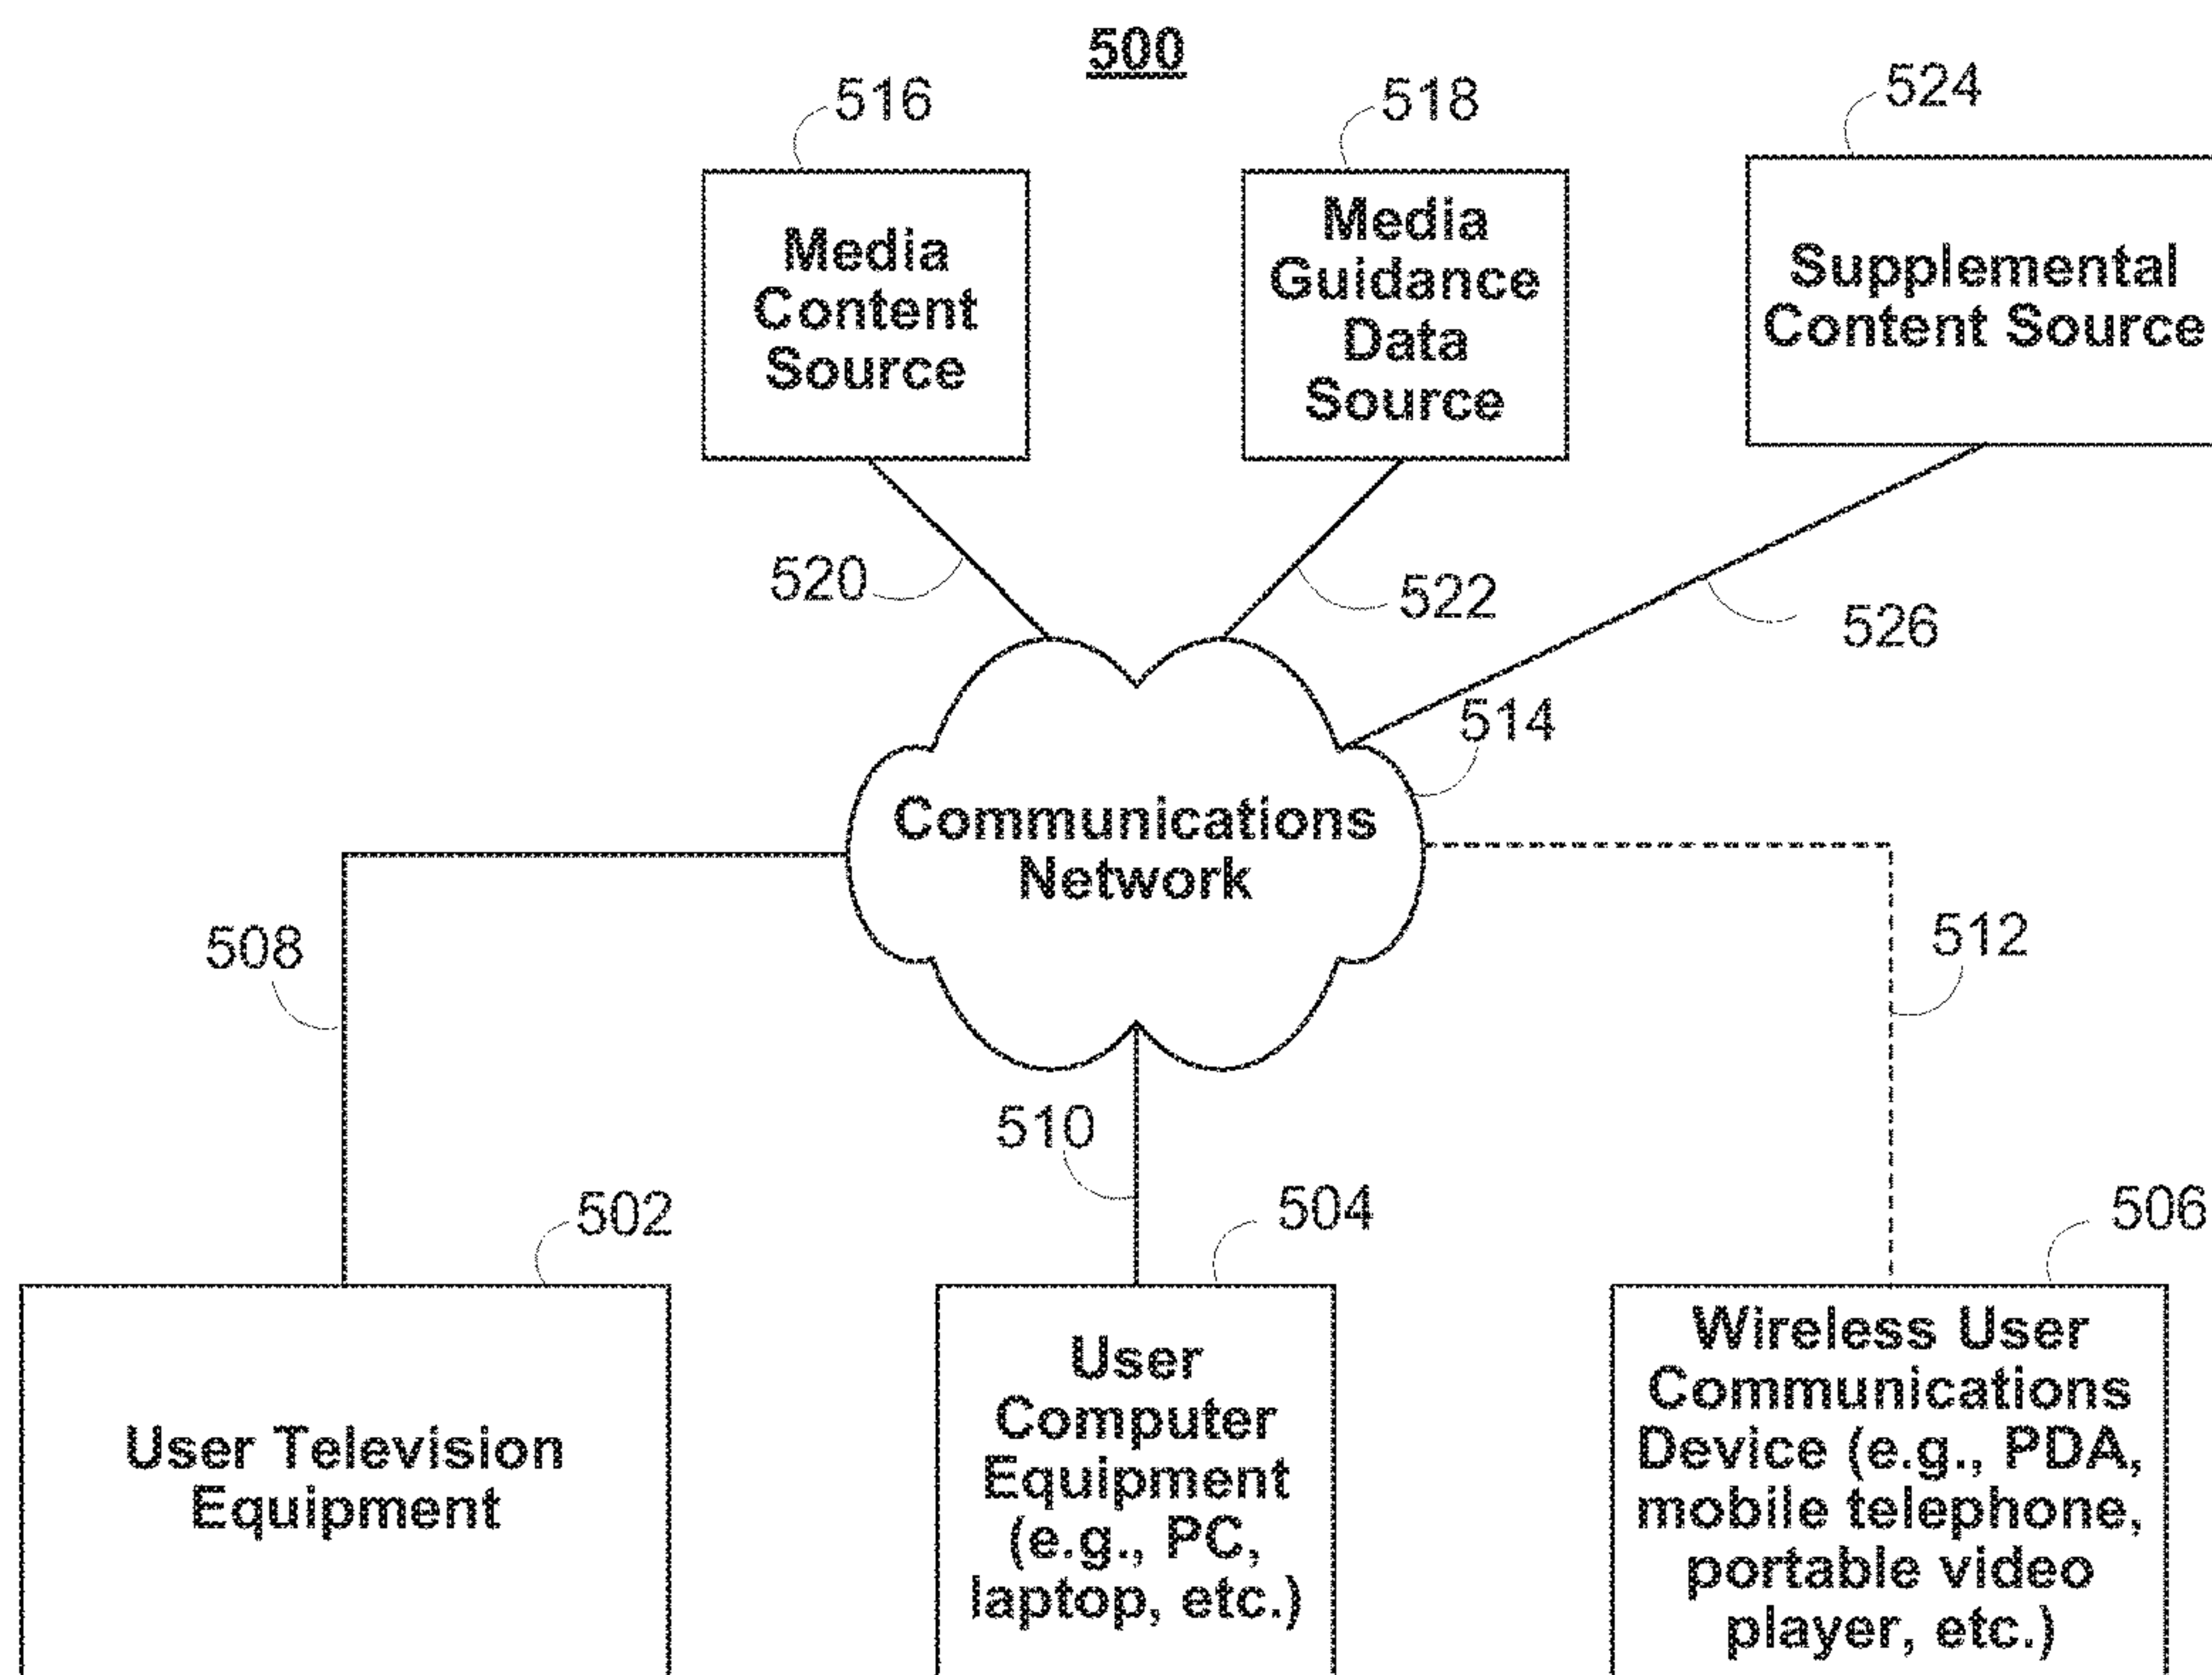 500
516
518
524
Media
Content
Source
Media
Guidance
Data
Source
Supplemental
Content Source
520
522
526
514
Communications
Network
508
512
510
502
504
506
User Television
Equipment
User
Computer
Equipment
(e.g., PC,
laptop, etc.)
Wireless User
Communications
Device (e.g., PDA,
mobile telephone,
portable video
player, etc.)